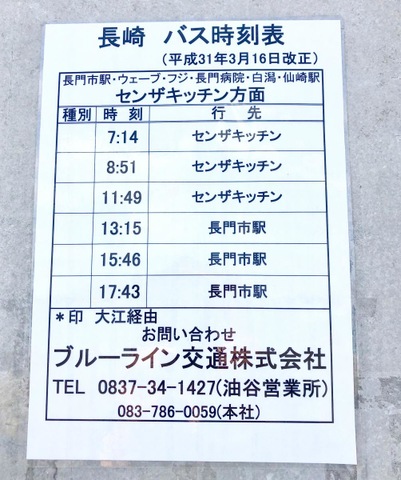 長崎 バス時刻表
（平成31年3月16日改正）
長門市駅・ウェーブ・フジ・長門病院・白潟・仙崎駅
センザキッチン方面
種別 時 刻 行 先
7:14 センザキッチン
8:51 センザキッチン
11:49 センザキッチン
13:15 長門市駅
15:46 長門市駅
17:43 長門市駅
＊印 大江経由
お問い合わせ
ブルーライン交通株式会社
TEL 0837-34-1427(油谷営業所)
083-786-0059(本社)